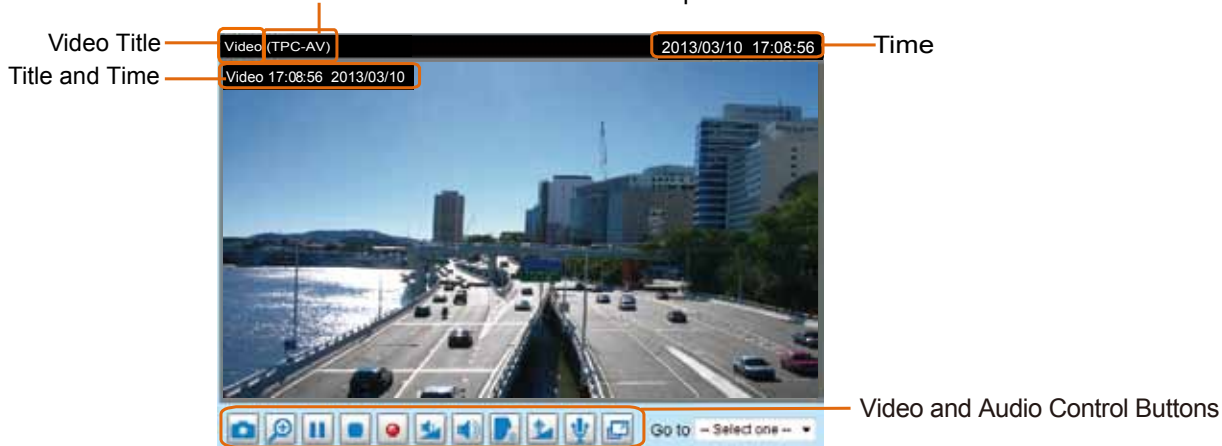 Video Title
Video (TPC-AV)
2013/03/10 17:08:56
Time
Title and Time
Video 17:08:56 2013/03/10
Video and Audio Control Buttons
Go to -- Select one --